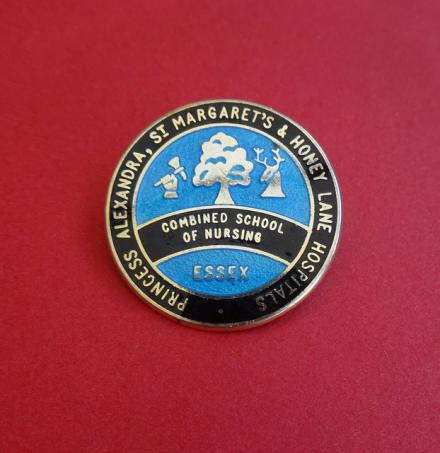 PRINCESS ALEXANDRA, ST MARGARET'S & HONEY LANE HOSPITALS
COMBINED SCHOOL
OF NURSING
ESSEX